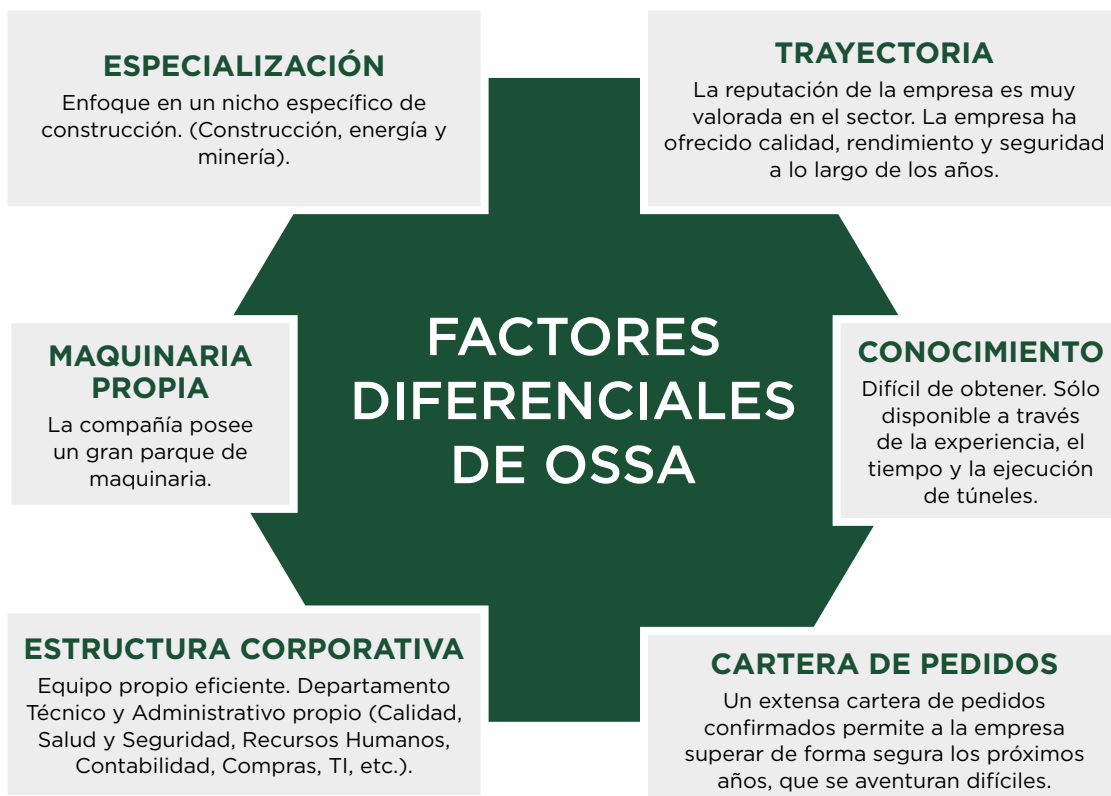 ESPECIALIZACIÓN
Enfoque en un nicho específico de
construcción. (Construcción, energía y
minería).
TRAYECTORIA
La reputación de la empresa es muy
valorada en el sector. La empresa ha
ofrecido calidad, rendimiento y seguridad
a lo largo de los años.
MAQUINARIA
PROPIA
La compañía posee
un gran parque de
maquinaria.
FACTORES
DIFERENCIALES
DE OSSA
CONOCIMIENTO
Difícil de obtener. Sólo
disponible a través
de la experiencia, el
tiempo y la ejecución
de túneles.
ESTRUCTURA CORPORATIVA
Equipo propio eficiente. Departamento
Técnico y Administrativo propio (Calidad,
Salud y Seguridad, Recursos Humanos,
Contabilidad, Compras, TI, etc.).
CARTERA DE PEDIDOS
Un extensa cartera de pedidos
confirmados permite a la empresa
superar de forma segura los próximos
años, que se aventuran difíciles.